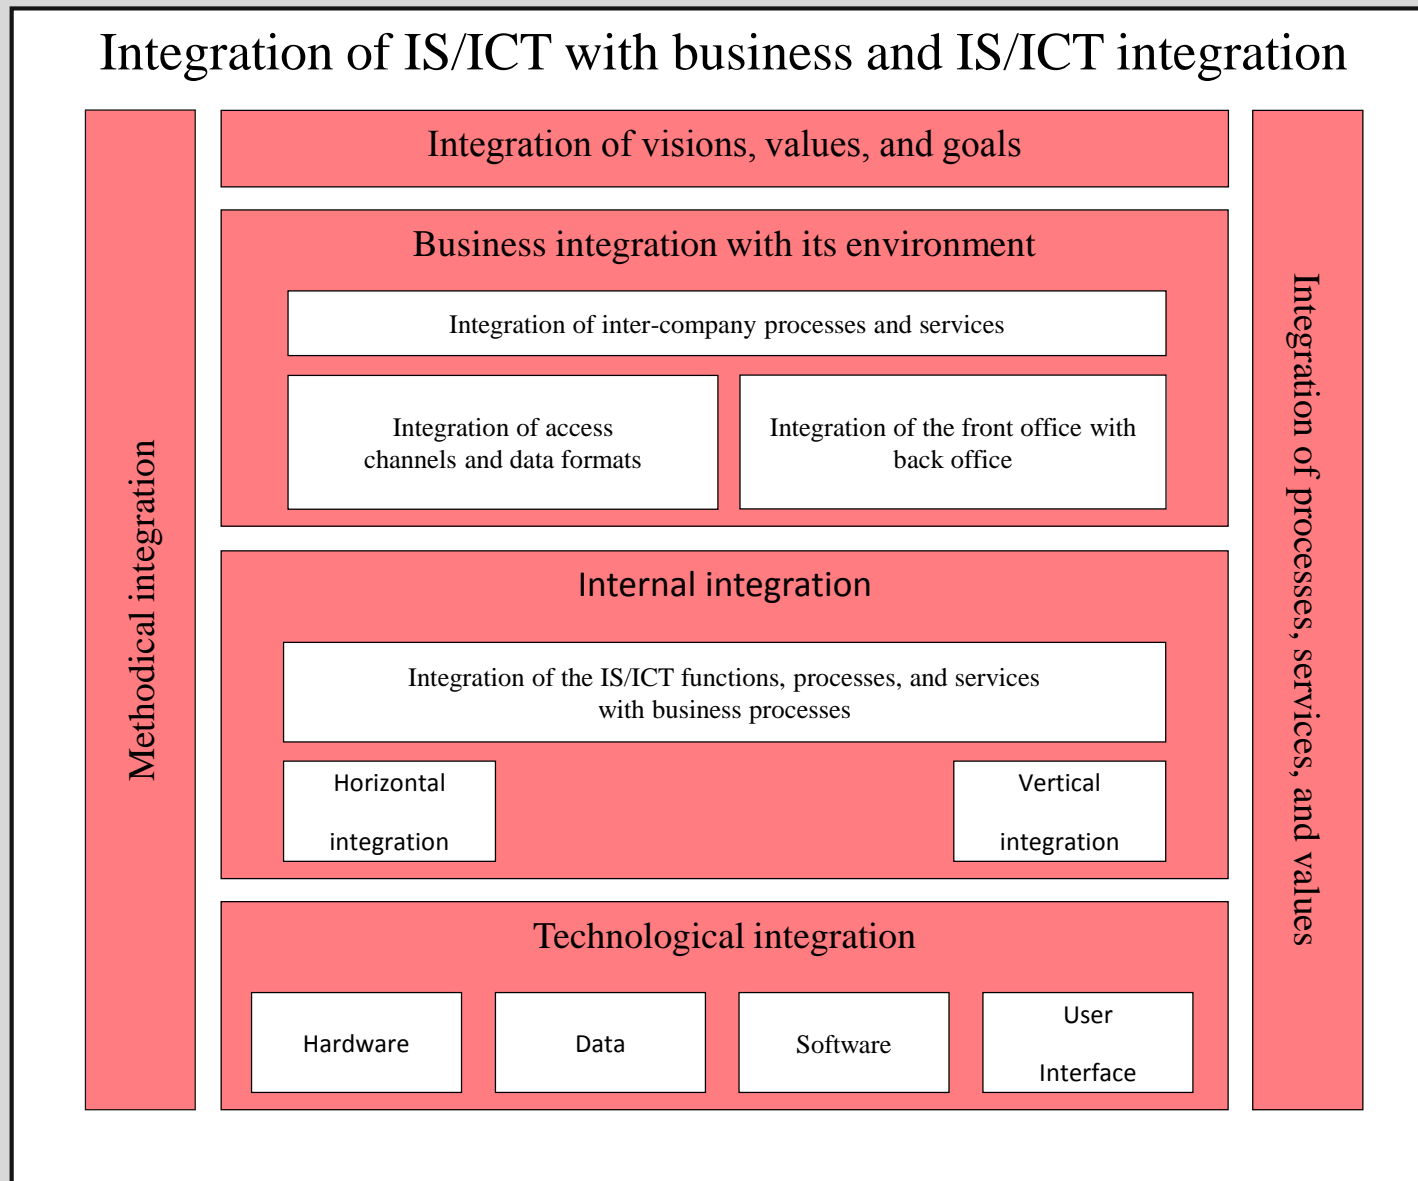 Integration of IS/ICT with business and IS/ICT integration
Methodical integration
Integration of visions, values, and goals
Business integration with its environment
Integration of inter-company processes and services
Integration of access
channels and data formats
Integration of the front office with
back office
Internal integration
Integration of the IS/ICT functions, processes, and services
with business processes
Horizontal
integration
Vertical
integration
Technological integration
Hardware
Data
Software
User
Interface
Integration of processes, services, and values